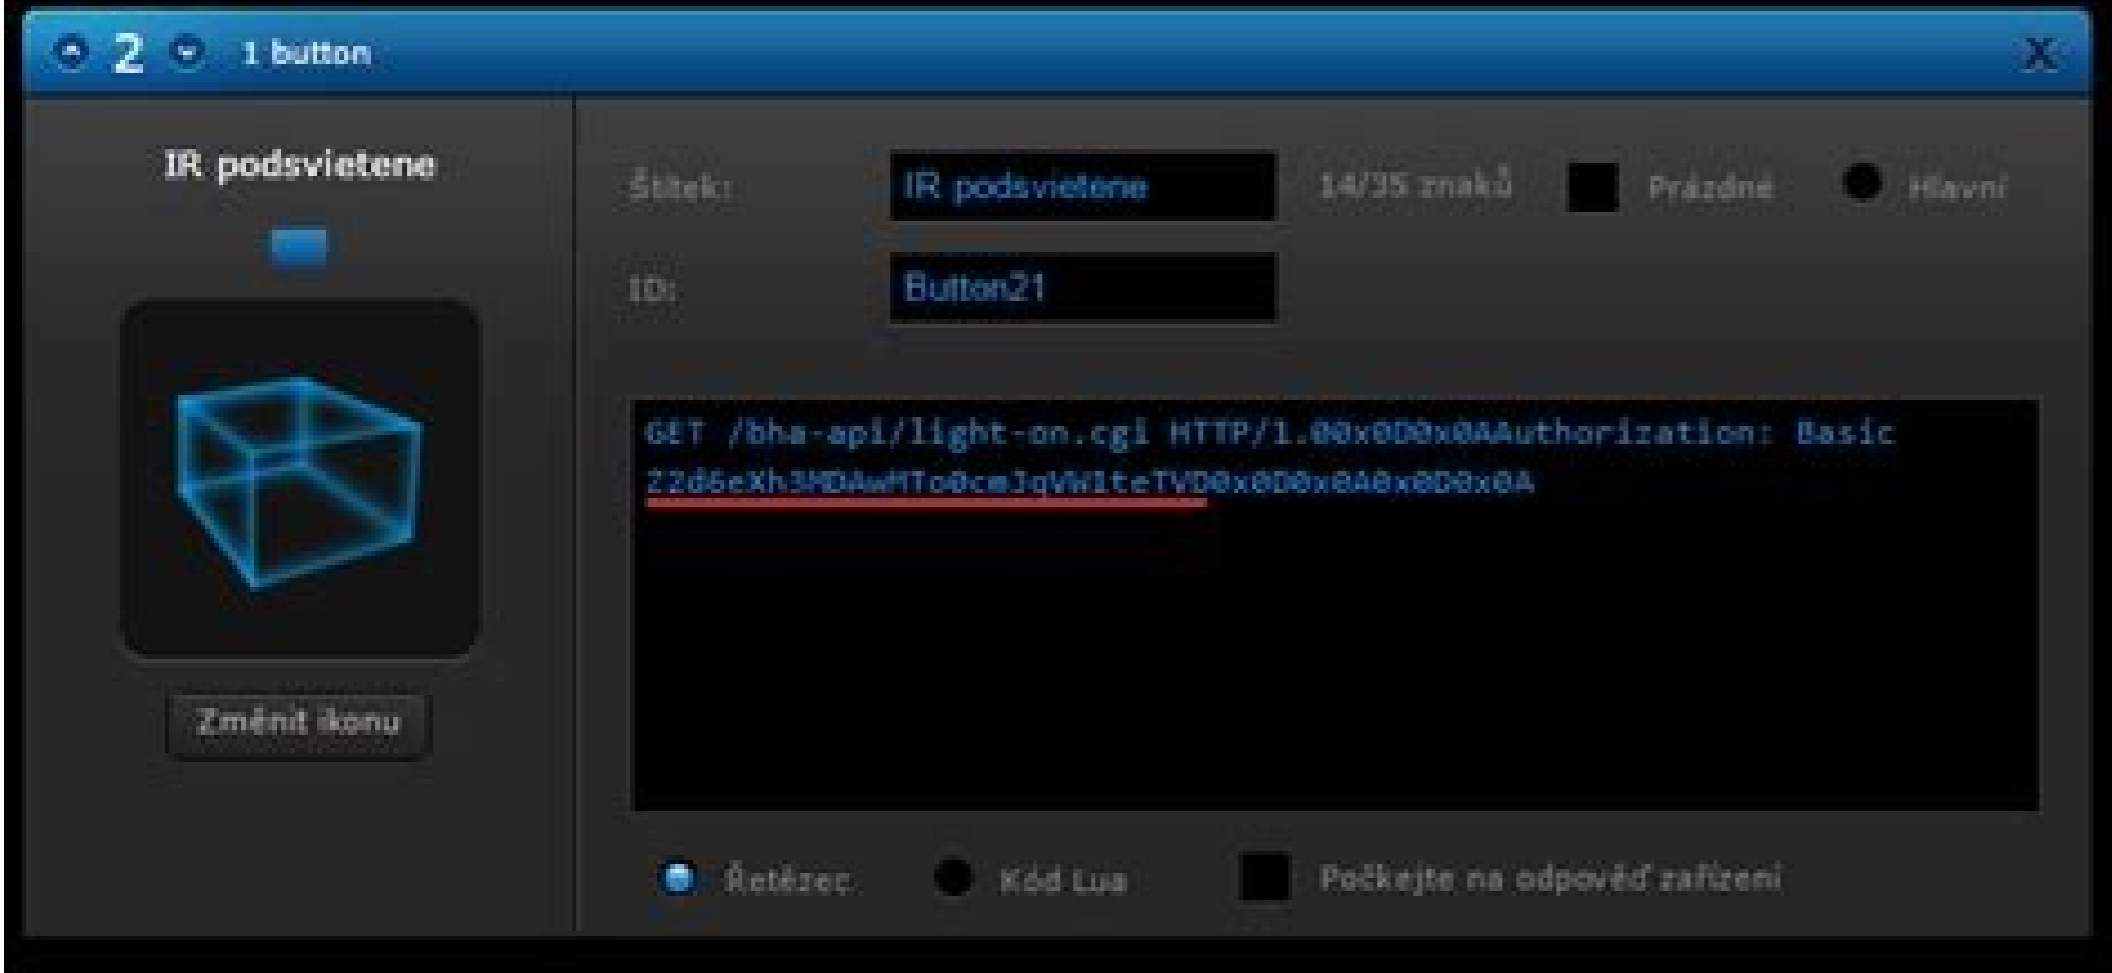 2 1 button X
IR podsvietene
Štítek: IR podsvietene 14/35 znaků Prázdné Hlavní
ID: Button21
GET /bha-api/light-on.cgi HTTP/1.00x0D0x0AAuthorization: Basic
Z2d6eXh3MDAwMTo0cmJqVW1teTVD0x0D0x0A0x0D0x0A
Změnit ikonu
Řetězec Kód Lua Počkejte na odpověď zařízení